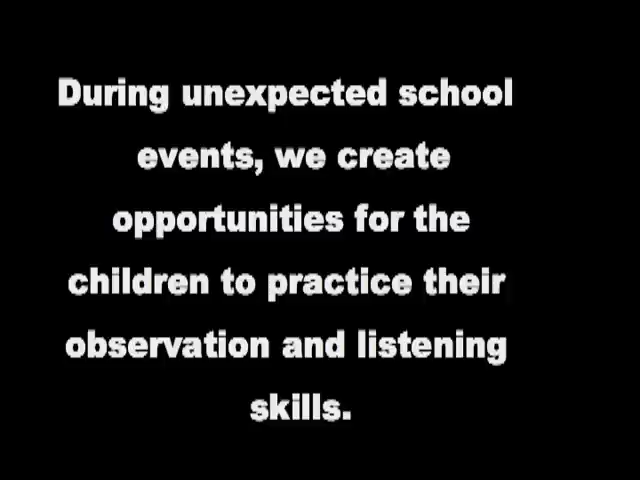 During unexpected school
events, we create
opportunities for the
children to practice their
observation and listening
skills.